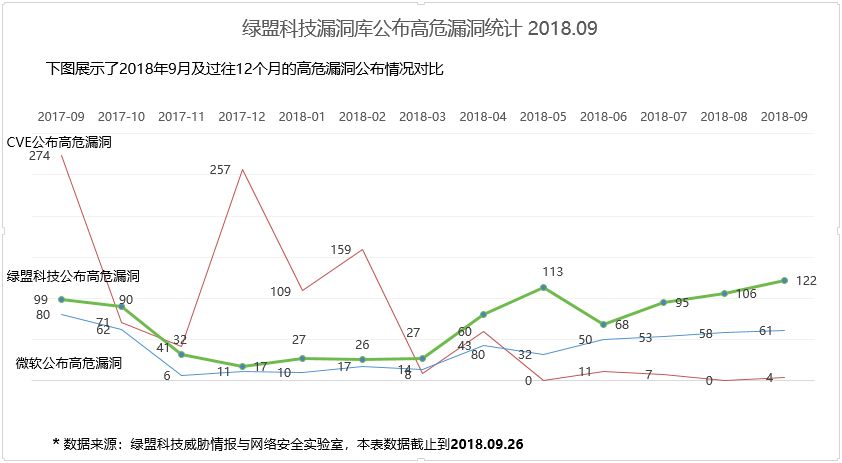 绿盟科技漏洞库公布高危漏洞统计 2018.09
下图展示了2018年9月及过往12个月的高危漏洞公布情况对比
2017-09 2017-10 2017-11 2017-12 2018-01 2018-02 2018-03 2018-04 2018-05 2018-06 2018-07 2018-08 2018-09
CVE公布高危漏洞
274 71 41 257 109 159 8 60 0 11 7 0 4
绿盟科技公布高危漏洞
99 90 32 17 27 26 27 80 113 68 95 106 122
80 62 6 11 10 17 14 43 32 50 53 58 61
微软公布高危漏洞
* 数据来源：绿盟科技威胁情报与网络安全实验室，本表数据截止到2018.09.26